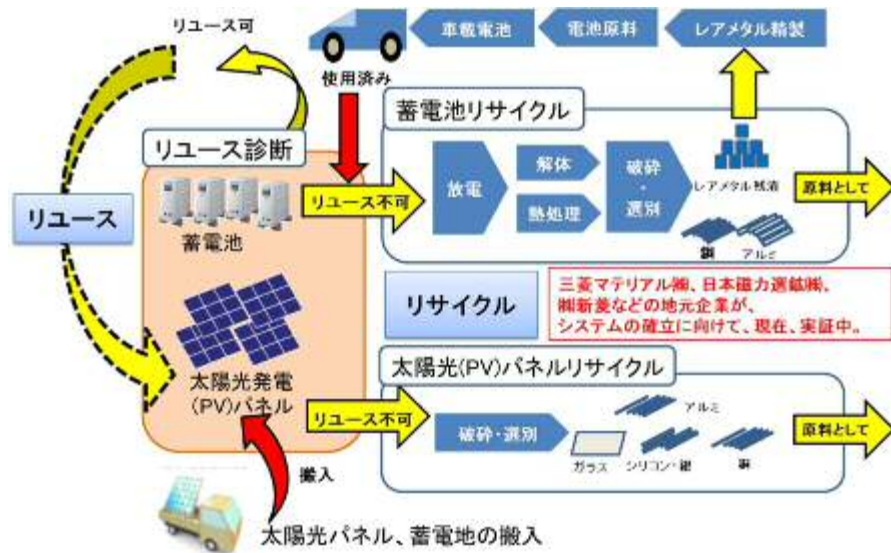 リユース可
車載電池
電池原料
レアメタル精製
使用済み
蓄電池リサイクル
リユース診断
リユース
蓄電池
リユース不可
放電
解体
熱処理
破砕
・
選別
レアメタル残渣
銅
アルミ
原料として
リサイクル
三菱マテリアル㈱、日本磁力選鉱㈱、
㈱新菱などの地元企業が、
システムの確立に向けて、現在、実証中。
太陽光発電
(PV)パネル
太陽光(PV)パネルリサイクル
リユース不可
破砕・選別
アルミ
ガラス
シリコン・銀
銅
原料として
搬入
太陽光パネル、蓄電地の搬入